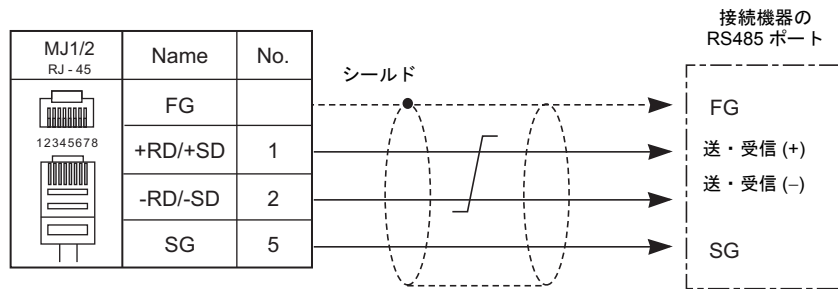 接続機器の
RS485 ポート
MJ1/2
RJ - 45
Name
No.
シールド
FG
FG
12345678
+RD/+SD
1
送・受信 (+)
-RD/-SD
2
送・受信 (−)
SG
5
SG